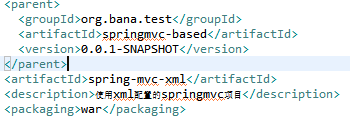 <parent>
<groupId>org.bana.test</groupId>
<artifactId>springmvc-based</artifactId>
<version>0.0.1-SNAPSHOT</version>
</parent>
<artifactId>spring-mvc-xml</artifactId>
<description>使用xml配置的springmvc项目</description>
<packaging>war</packaging>